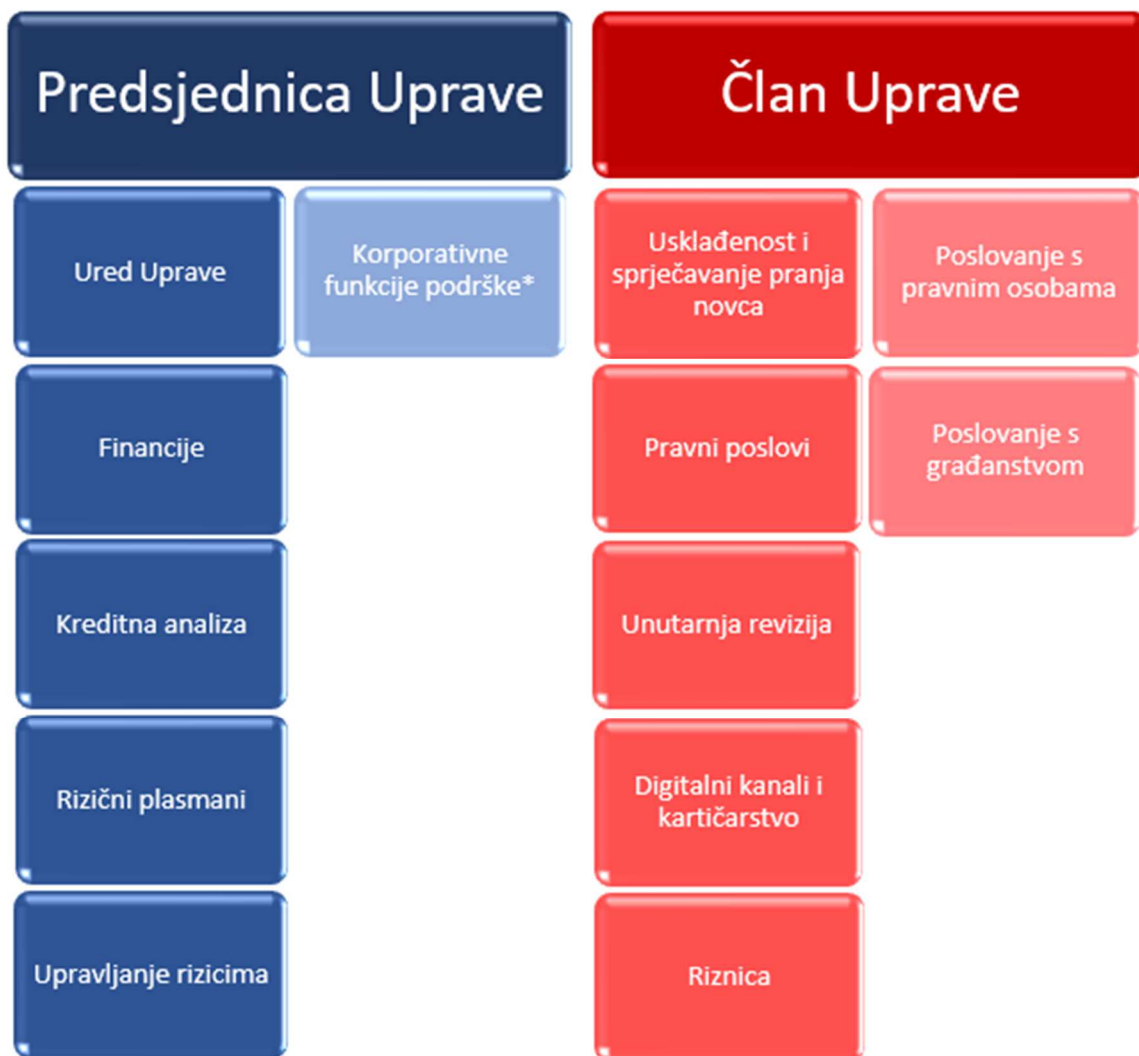 Predsjednica Uprave
Ured Uprave
Korporativne
funkcije podrške*
Financije
Kreditna analiza
Rizični plasmani
Upravljanje rizicima
Član Uprave
Usklađenost i
sprječavanje pranja
novca
Poslovanje s
pravnim osobama
Pravni poslovi
Poslovanje s
građanstvom
Unutarnja revizija
Digitalni kanali i
kartičarstvo
Riznica